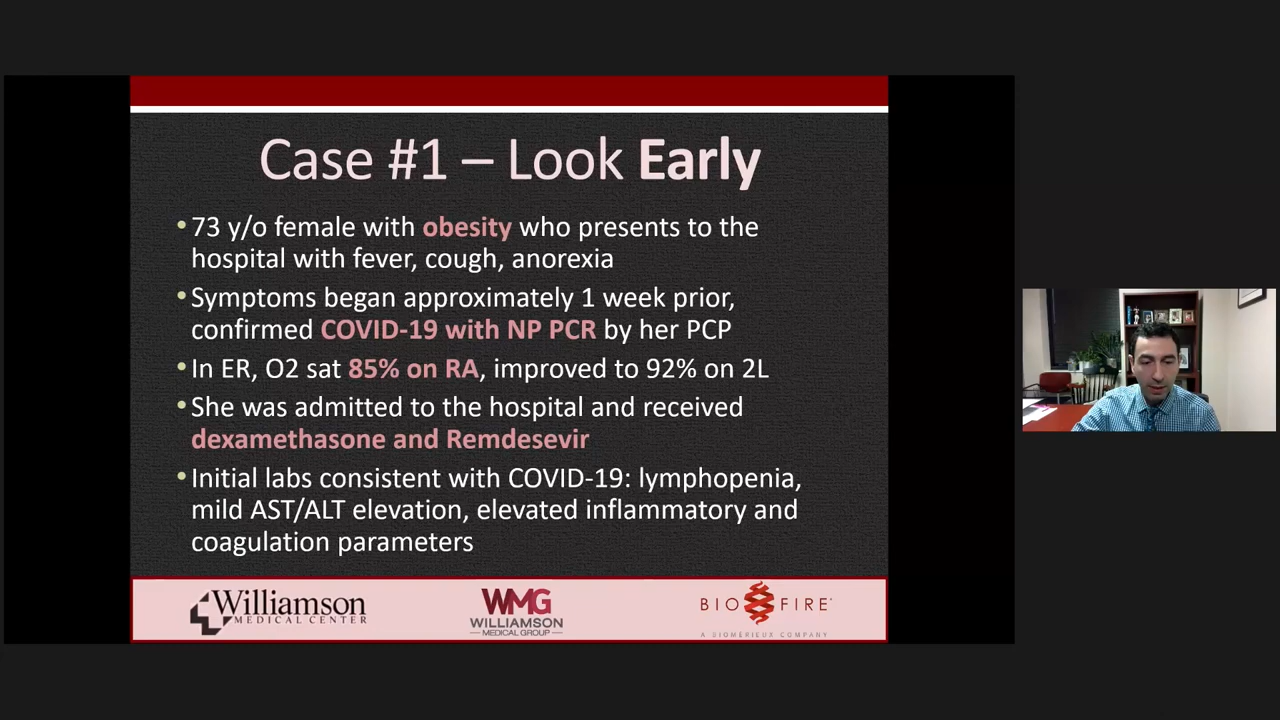 Case #1 – Look Early
•73 y/o female with obesity who presents to the
hospital with fever, cough, anorexia
•Symptoms began approximately 1 week prior,
confirmed COVID-19 with NP PCR by her PCP
•In ER, O2 sat 85% on RA, improved to 92% on 2L
•She was admitted to the hospital and received
dexamethasone and Remdesevir
•Initial labs consistent with COVID-19: lymphopenia,
mild AST/ALT elevation, elevated inflammatory and
coagulation parameters
Williamson
MEDICAL CENTER
WMG
WILLIAMSON
MEDICAL GROUP
BIO FIRE
A BIOMÉRIEUX COMPANY